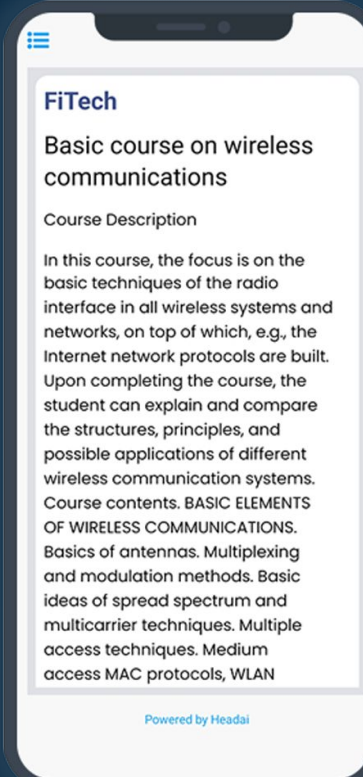 FiTech
Basic course on wireless
communications
Course Description
In this course, the focus is on the
basic techniques of the radio
interface in all wireless systems and
networks, on top of which, e.g., the
Internet network protocols are built.
Upon completing the course, the
student can explain and compare
the structures, principles, and
possible applications of different
wireless communication systems.
Course contents. BASIC ELEMENTS
OF WIRELESS COMMUNICATIONS.
Basics of antennas. Multiplexing
and modulation methods. Basic
ideas of spread spectrum and
multicarrier techniques. Multiple
access techniques. Medium
access MAC protocols, WLAN
Powered by Headai